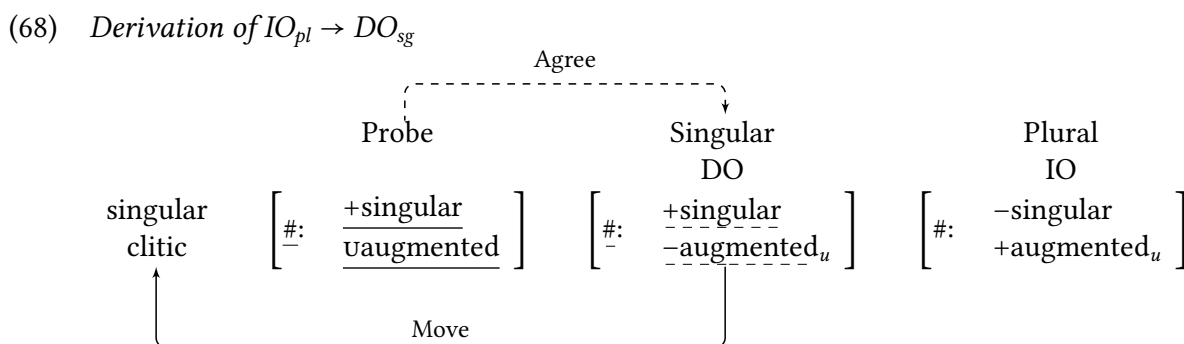 (68) Derivation of IO_pl → DO_sg
Agree
Probe Singular Plural
DO IO
singular +singular +singular −singular
clitic [#: ᴜaugmented] [#: −augmented_u] [#: +augmented_u]
Move